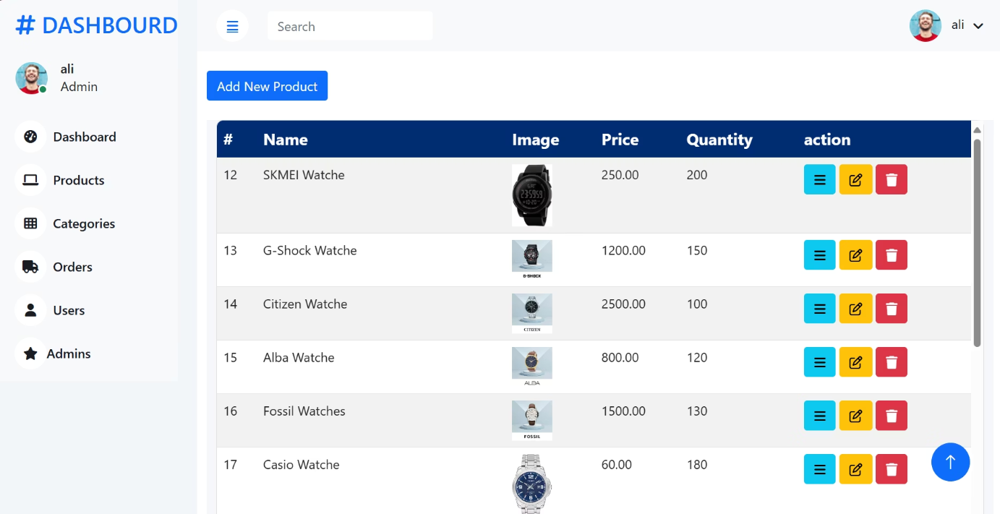 # DASHBOURD
Search
ali
ali
Admin
Dashboard
Products
Categories
Orders
Users
Admins
Add New Product
# Name Image Price Quantity action
12 SKMEI Watche 250.00 200
13 G-Shock Watche 1200.00 150
G-SHOCK
14 Citizen Watche 2500.00 100
CITIZEN
15 Alba Watche 800.00 120
ALBA
16 Fossil Watches 1500.00 130
FOSSIL
17 Casio Watche 60.00 180